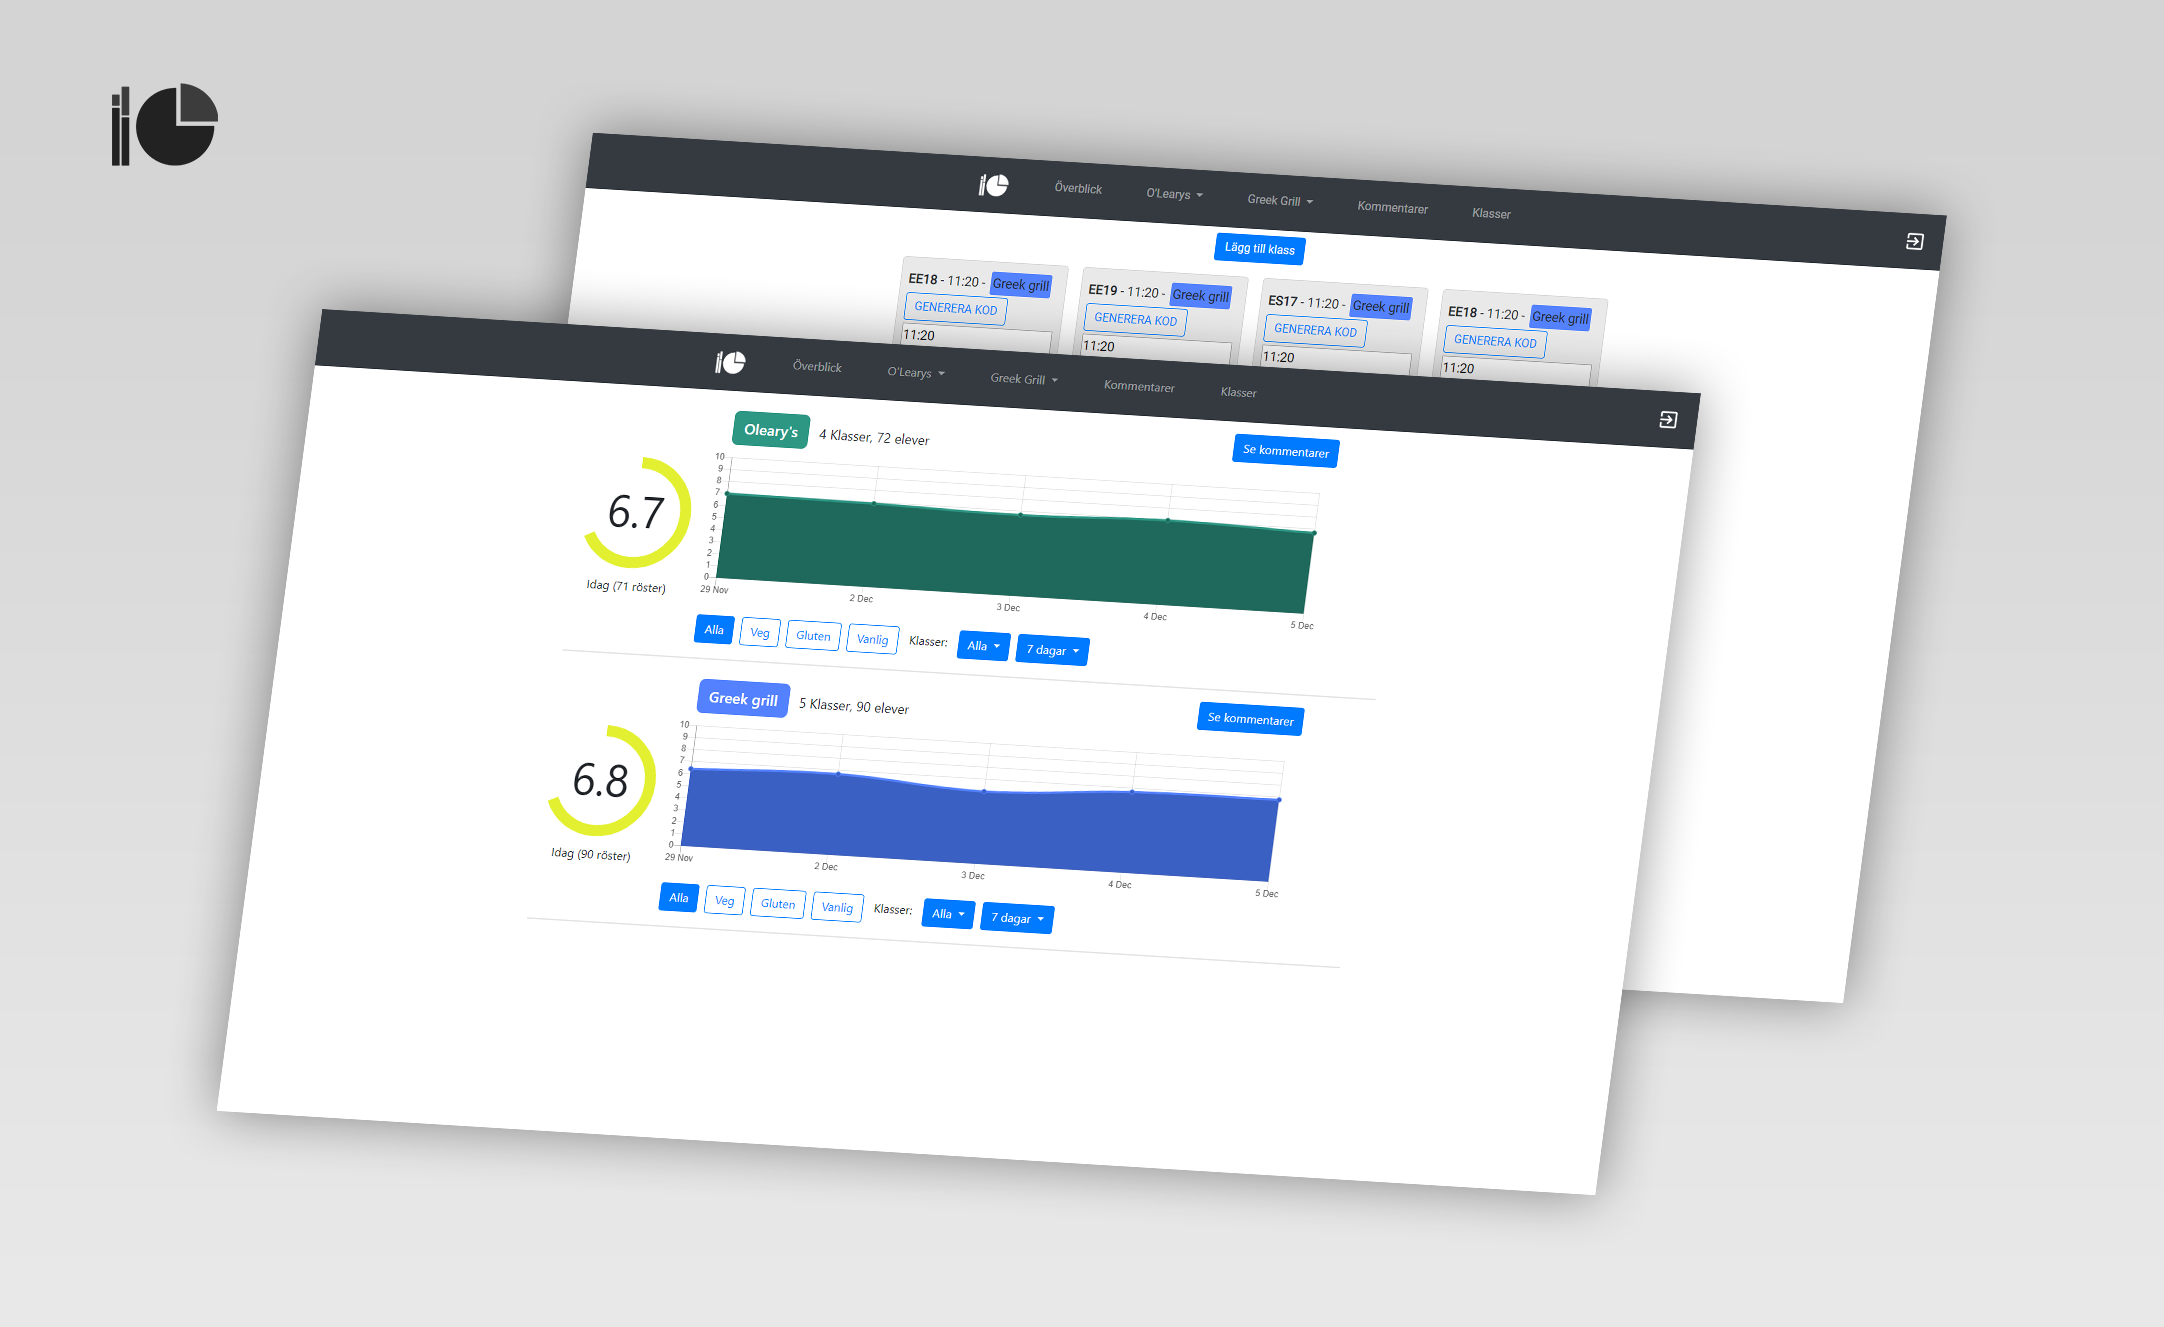 Överblick O'Learys Greek Grill Kommentarer Klasser
Lägg till klass
EE18 - 11:20 - Greek grill
GENERERA KOD
11:20
EE19 - 11:20 - Greek grill
GENERERA KOD
11:20
ES17 - 11:20 - Greek grill
GENERERA KOD
11:20
EE18 - 11:20 - Greek grill
GENERERA KOD
11:20
Överblick O'Learys Greek Grill Kommentarer Klasser
Oleary's 4 Klasser, 72 elever
Se kommentarer
6.7
Idag (71 röster)
10
9
8
7
6
5
4
3
2
1
0
29 Nov 2 Dec 3 Dec 4 Dec 5 Dec
Alla Veg Gluten Vanlig Klasser: Alla 7 dagar
Greek grill 5 Klasser, 90 elever
Se kommentarer
6.8
Idag (90 röster)
10
9
8
7
6
5
4
3
2
1
0
29 Nov 2 Dec 3 Dec 4 Dec 5 Dec
Alla Veg Gluten Vanlig Klasser: Alla 7 dagar